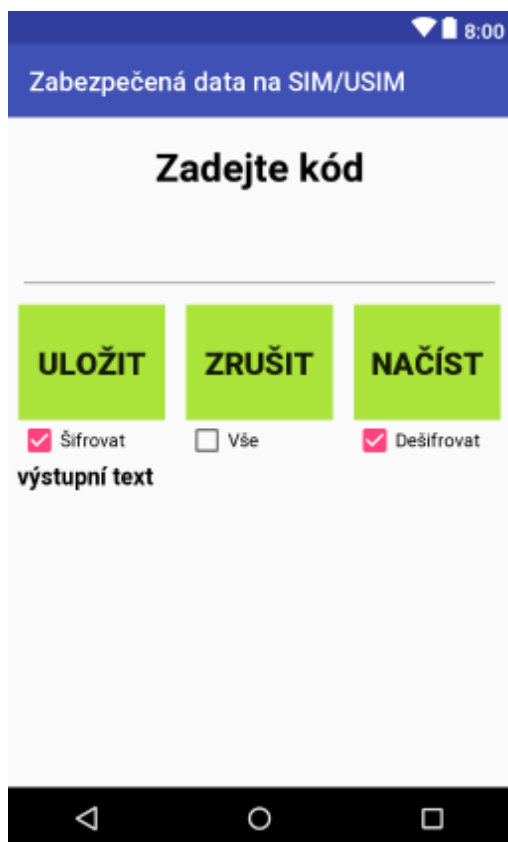 8:00
Zabezpečená data na SIM/USIM
Zadejte kód
ULOŽIT ZRUŠIT NAČÍST
Šifrovat Vše Dešifrovat
výstupní text